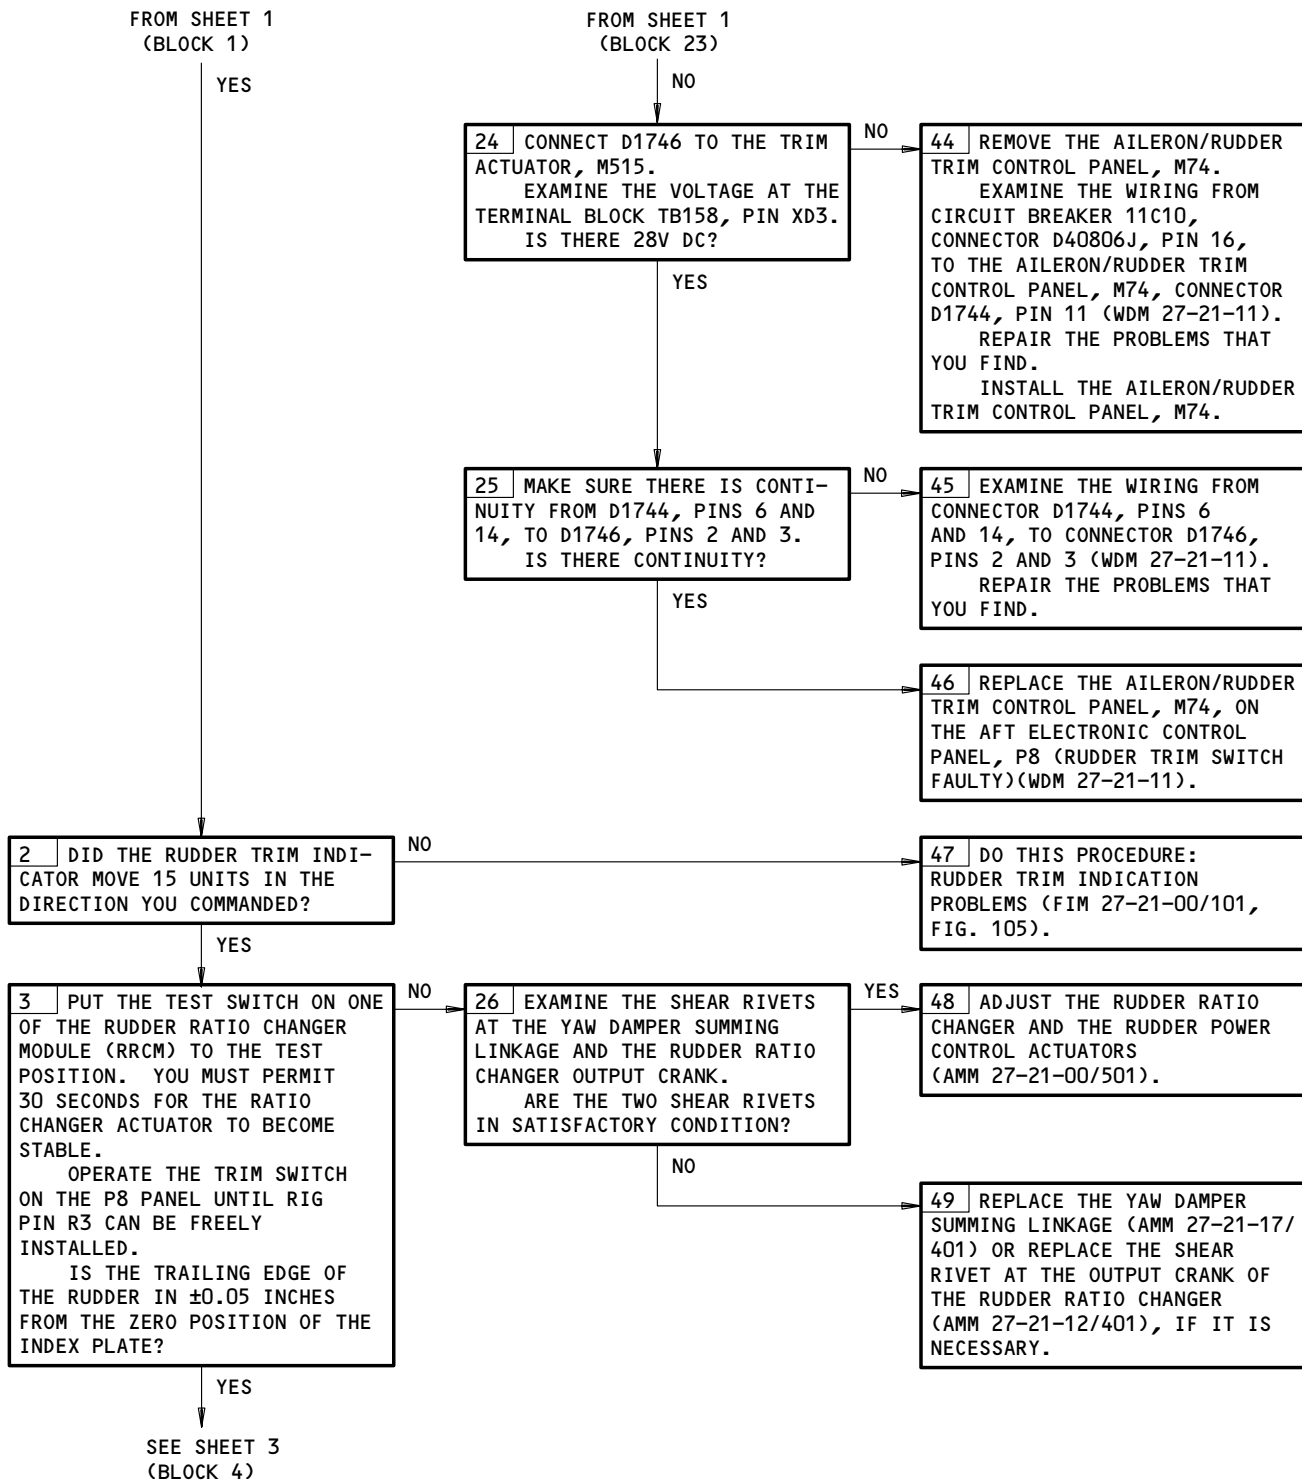 FROM SHEET 1
(BLOCK 1)
YES
FROM SHEET 1
(BLOCK 23)
NO
24 CONNECT D1746 TO THE TRIM
ACTUATOR, M515.
EXAMINE THE VOLTAGE AT THE
TERMINAL BLOCK TB158, PIN XD3.
IS THERE 28V DC?
NO
YES
44 REMOVE THE AILERON/RUDDER
TRIM CONTROL PANEL, M74.
EXAMINE THE WIRING FROM
CIRCUIT BREAKER 11C10,
CONNECTOR D40806J, PIN 16,
TO THE AILERON/RUDDER TRIM
CONTROL PANEL, M74, CONNECTOR
D1744, PIN 11 (WDM 27-21-11).
REPAIR THE PROBLEMS THAT
YOU FIND.
INSTALL THE AILERON/RUDDER
TRIM CONTROL PANEL, M74.
25 MAKE SURE THERE IS CONTI-
NUITY FROM D1744, PINS 6 AND
14, TO D1746, PINS 2 AND 3.
IS THERE CONTINUITY?
NO
YES
45 EXAMINE THE WIRING FROM
CONNECTOR D1744, PINS 6
AND 14, TO CONNECTOR D1746,
PINS 2 AND 3 (WDM 27-21-11).
REPAIR THE PROBLEMS THAT
YOU FIND.
46 REPLACE THE AILERON/RUDDER
TRIM CONTROL PANEL, M74, ON
THE AFT ELECTRONIC CONTROL
PANEL, P8 (RUDDER TRIM SWITCH
FAULTY)(WDM 27-21-11).
2 DID THE RUDDER TRIM INDI-
CATOR MOVE 15 UNITS IN THE
DIRECTION YOU COMMANDED?
NO
YES
47 DO THIS PROCEDURE:
RUDDER TRIM INDICATION
PROBLEMS (FIM 27-21-00/101,
FIG. 105).
3 PUT THE TEST SWITCH ON ONE
OF THE RUDDER RATIO CHANGER
MODULE (RRCM) TO THE TEST
POSITION. YOU MUST PERMIT
30 SECONDS FOR THE RATIO
CHANGER ACTUATOR TO BECOME
STABLE.
OPERATE THE TRIM SWITCH
ON THE P8 PANEL UNTIL RIG
PIN R3 CAN BE FREELY
INSTALLED.
IS THE TRAILING EDGE OF
THE RUDDER IN ±0.05 INCHES
FROM THE ZERO POSITION OF THE
INDEX PLATE?
NO
YES
26 EXAMINE THE SHEAR RIVETS
AT THE YAW DAMPER SUMMING
LINKAGE AND THE RUDDER RATIO
CHANGER OUTPUT CRANK.
ARE THE TWO SHEAR RIVETS
IN SATISFACTORY CONDITION?
YES
NO
48 ADJUST THE RUDDER RATIO
CHANGER AND THE RUDDER POWER
CONTROL ACTUATORS
(AMM 27-21-00/501).
49 REPLACE THE YAW DAMPER
SUMMING LINKAGE (AMM 27-21-17/
401) OR REPLACE THE SHEAR
RIVET AT THE OUTPUT CRANK OF
THE RUDDER RATIO CHANGER
(AMM 27-21-12/401), IF IT IS
NECESSARY.
SEE SHEET 3
(BLOCK 4)